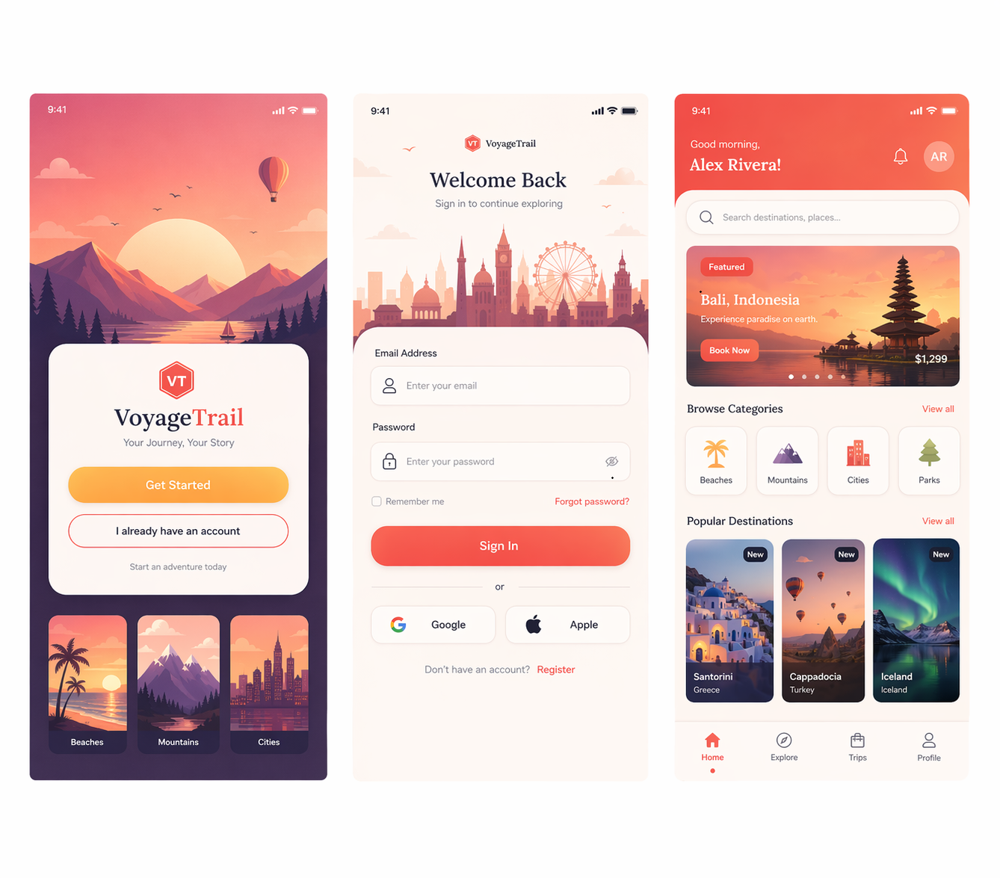 9:41
VT
VoyageTrail
Your Journey, Your Story
Get Started
I already have an account
Start an adventure today
Beaches
Mountains
Cities
9:41
VT VoyageTrail
Welcome Back
Sign in to continue exploring
Email Address
Enter your email
Password
Enter your password
Remember me
Forgot password?
Sign In
or
Google
Apple
Don't have an account? Register
9:41
Good morning,
Alex Rivera!
AR
Search destinations, places...
Featured
Bali, Indonesia
Experience paradise on earth.
Book Now
$1,299
Browse Categories
View all
Beaches
Mountains
Cities
Parks
Popular Destinations
View all
New
Santorini
Greece
New
Cappadocia
Turkey
New
Iceland
Iceland
Home
Explore
Trips
Profile